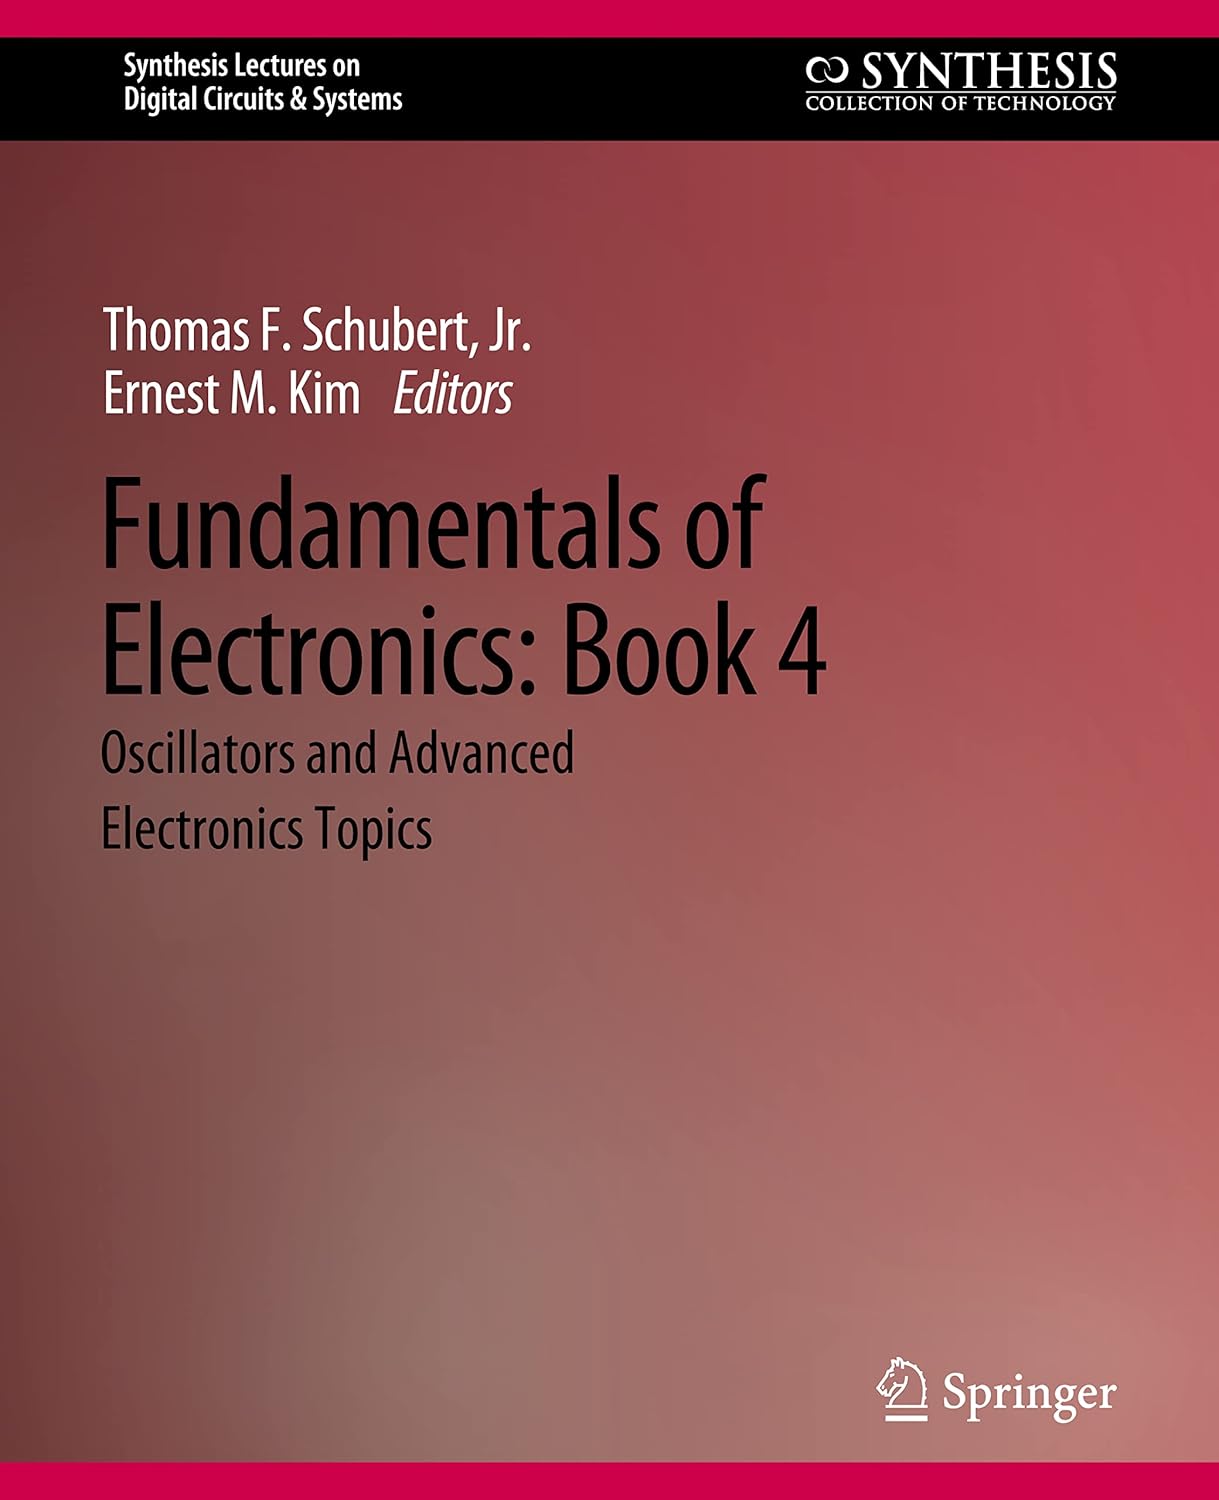 Synthesis Lectures on
Digital Circuits & Systems
SYNTHESIS
COLLECTION OF TECHNOLOGY
Thomas F. Schubert, Jr.
Ernest M. Kim Editors
Fundamentals of
Electronics: Book 4
Oscillators and Advanced
Electronics Topics
Springer